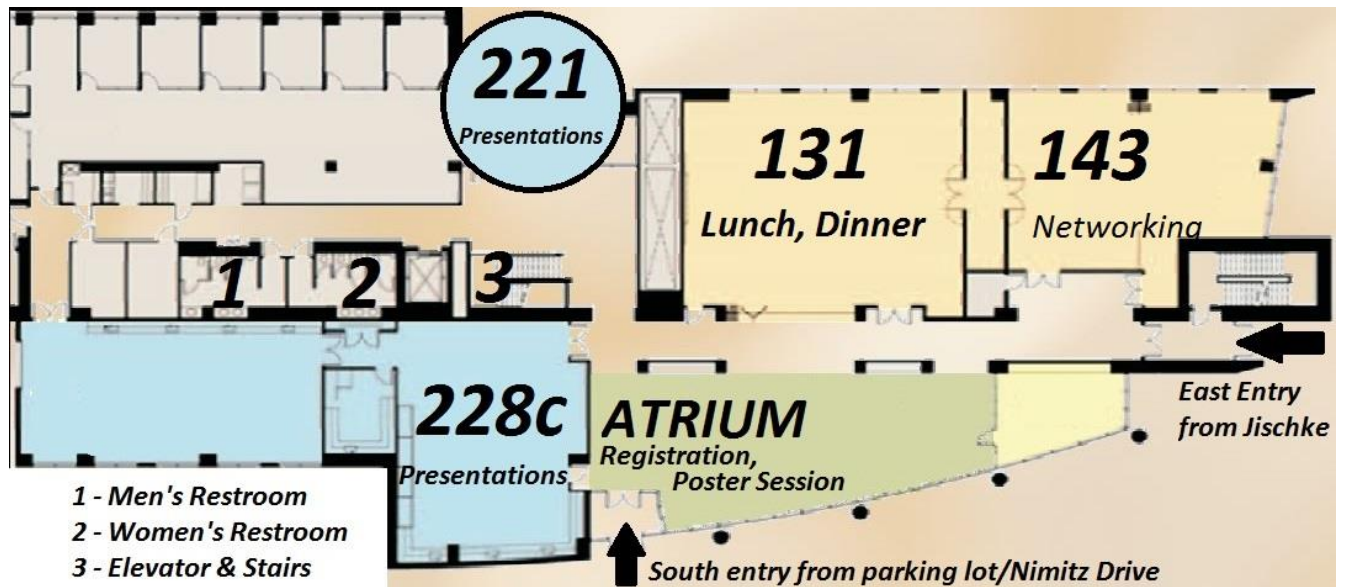 221
Presentations
131
Lunch, Dinner
143
Networking
1
2
3
228c
Presentations
ATRIUM
Registration,
Poster Session
East Entry
from Jischke
1 - Men's Restroom
2 - Women's Restroom
3 - Elevator & Stairs
South entry from parking lot/Nimitz Drive